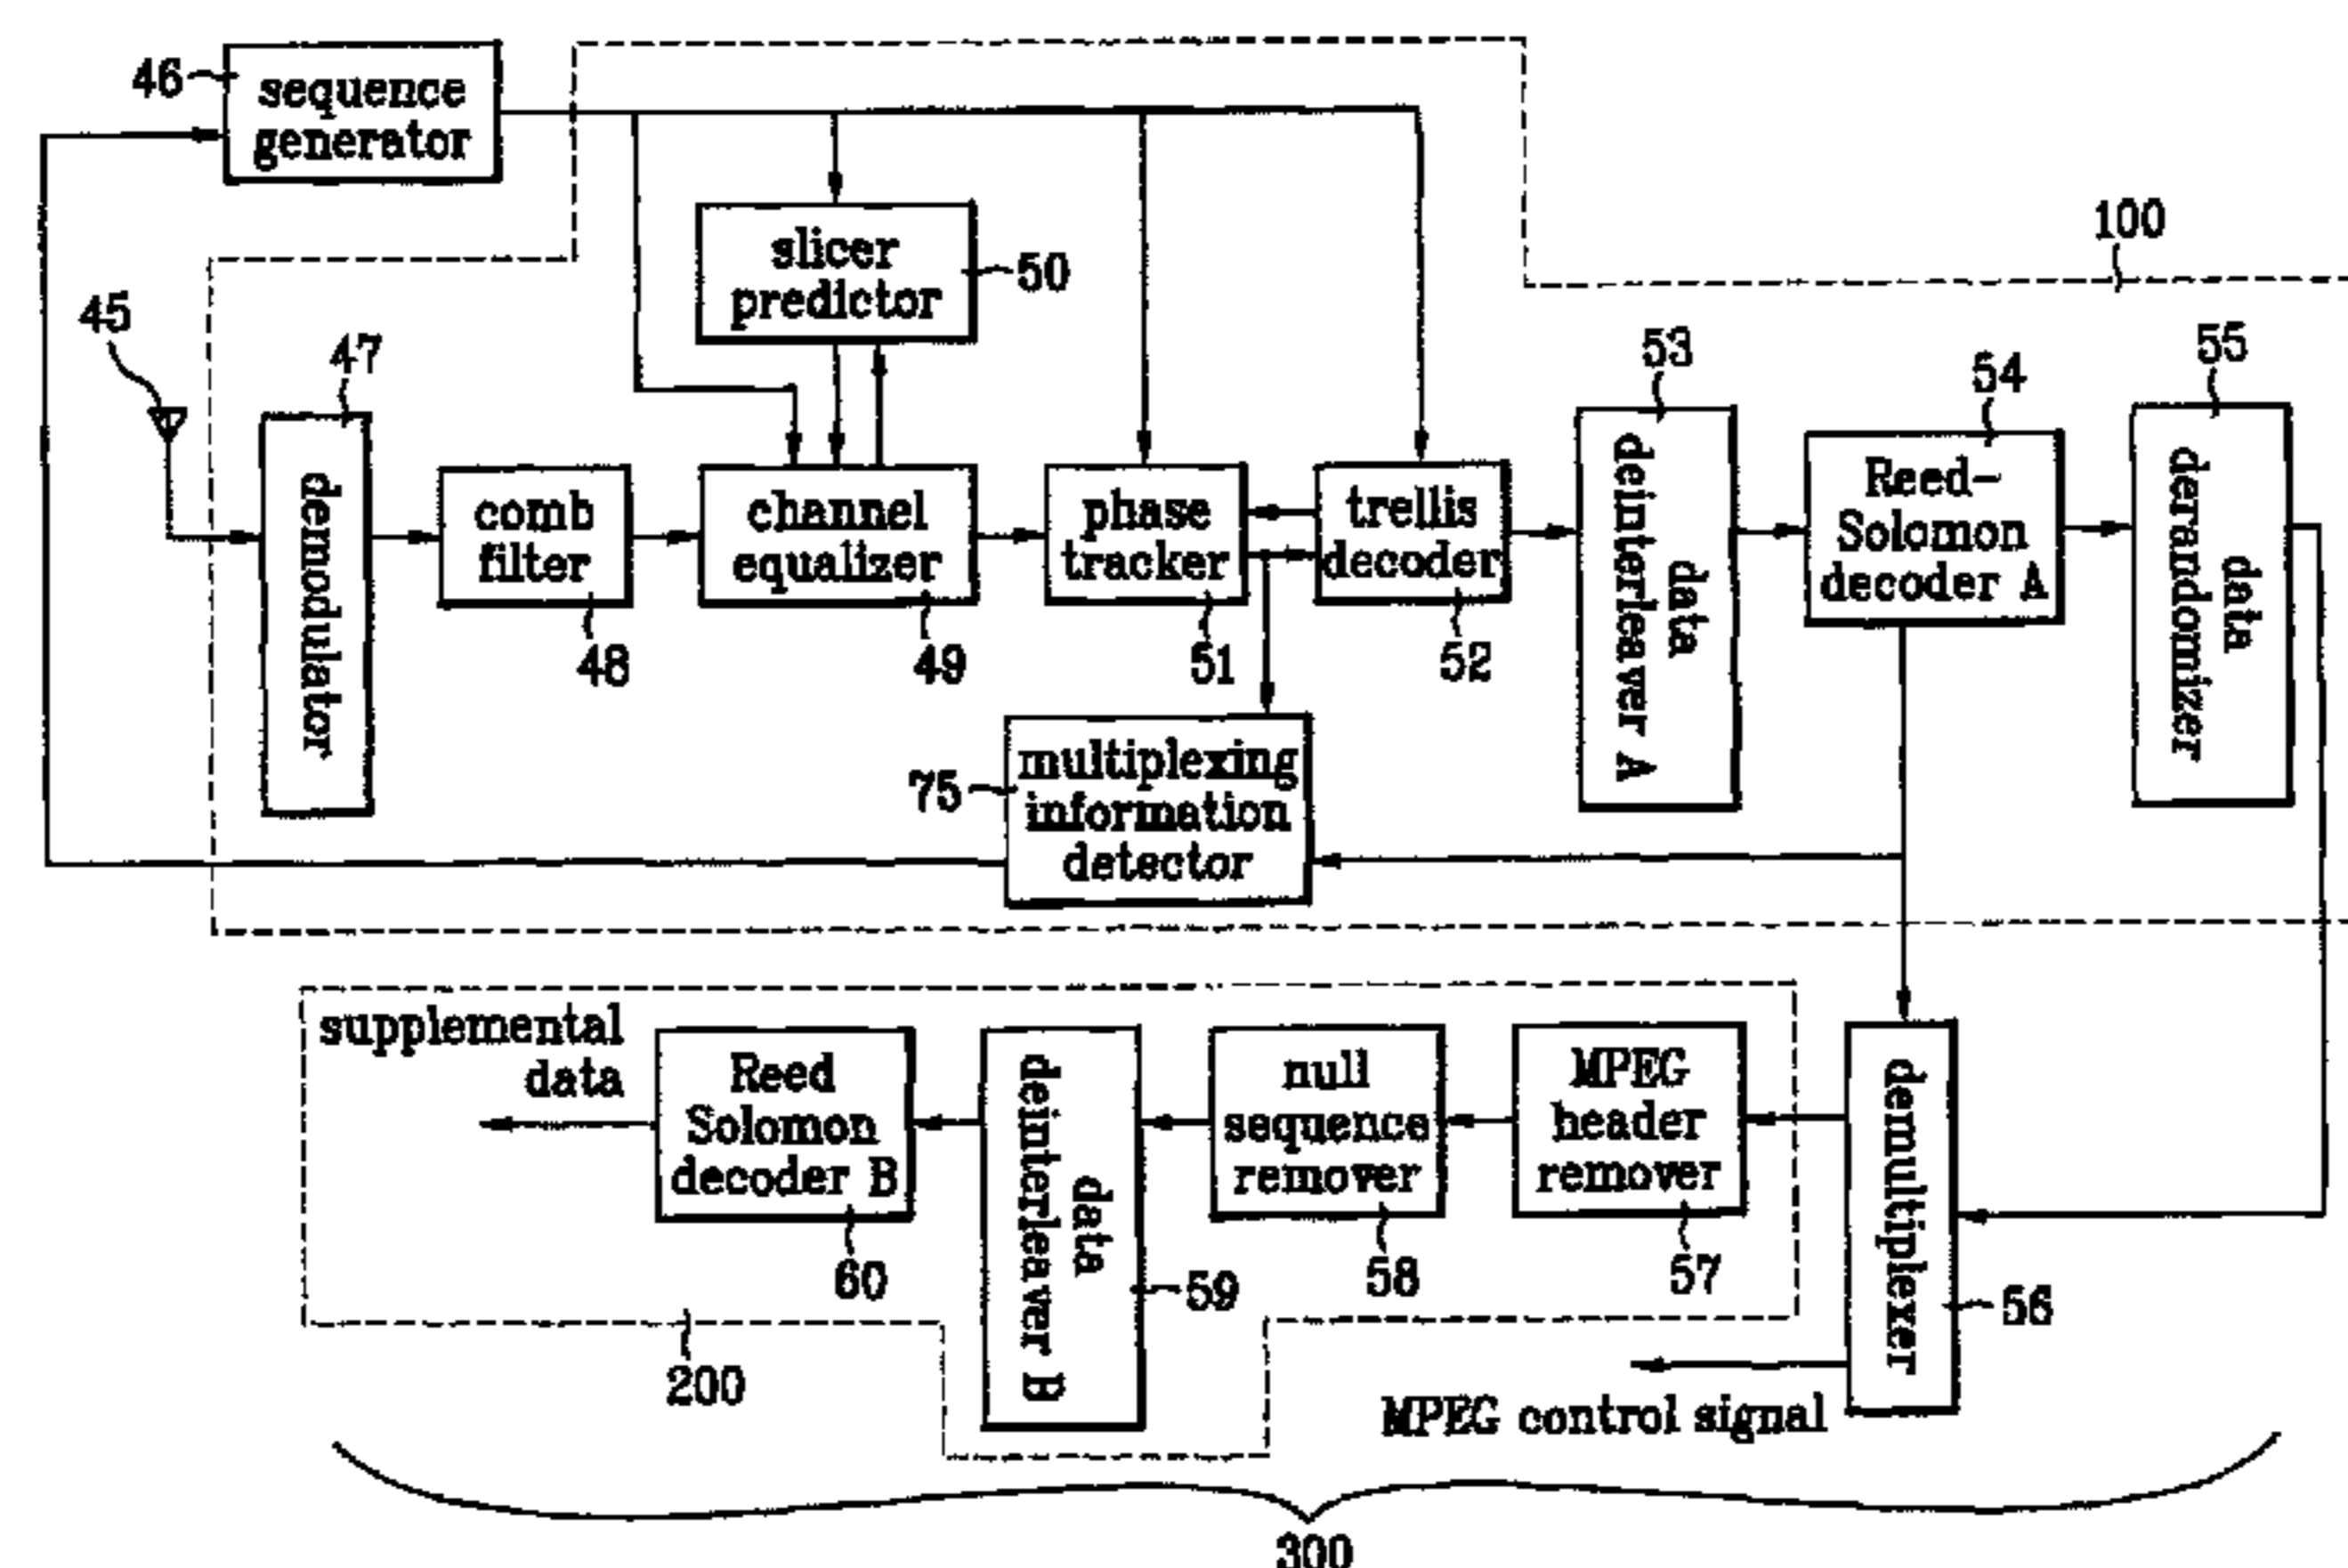 46
sequence
generator
100
slicer
predictor
50
45
47
53
54
55
demodulator
comb
filter
48
channel
equalizer
49
phase
tracker
51
trellis
decoder
52
data
deinterleaver A
Reed-
Solomon
decoder A
data
derandomizer
75
multiplexing
information
detector
supplemental
data
Reed
Solomon
decoder B
60
data
deinterleaver B
59
null
sequence
remover
58
MPEG
header
remover
57
demultiplexer
56
200
MPEG control signal
300